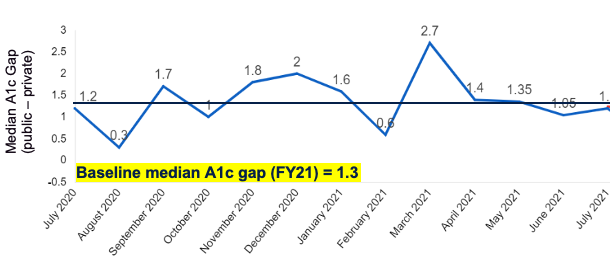 Median A1c Gap
(public – private)
3
2.5
2
1.5
1
0.5
0
-0.5
1.2
0.3
1.7
1
1.8
2
1.6
0.6
2.7
1.4
1.35
1.05
1.
Baseline median A1c gap (FY21) = 1.3
July 2020
August 2020
September 2020
October 2020
November 2020
December 2020
January 2021
February 2021
March 2021
April 2021
May 2021
June 2021
July 2021